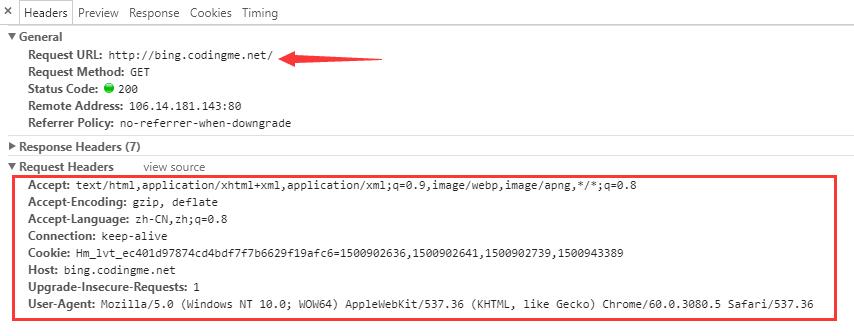 Headers Preview Response Cookies Timing
General
Request URL: http://bing.codingme.net/
Request Method: GET
Status Code: 200
Remote Address: 106.14.181.143:80
Referrer Policy: no-referrer-when-downgrade
Response Headers (7)
Request Headers view source
Accept: text/html,application/xhtml+xml,application/xml;q=0.9,image/webp,image/apng,*/*;q=0.8
Accept-Encoding: gzip, deflate
Accept-Language: zh-CN,zh;q=0.8
Connection: keep-alive
Cookie: Hm_lvt_ec401d97874cd4bdf7f7b6629f19afc6=1500902636,1500902641,1500902739,1500943389
Host: bing.codingme.net
Upgrade-Insecure-Requests: 1
User-Agent: Mozilla/5.0 (Windows NT 10.0; WOW64) AppleWebKit/537.36 (KHTML, like Gecko) Chrome/60.0.3080.5 Safari/537.36